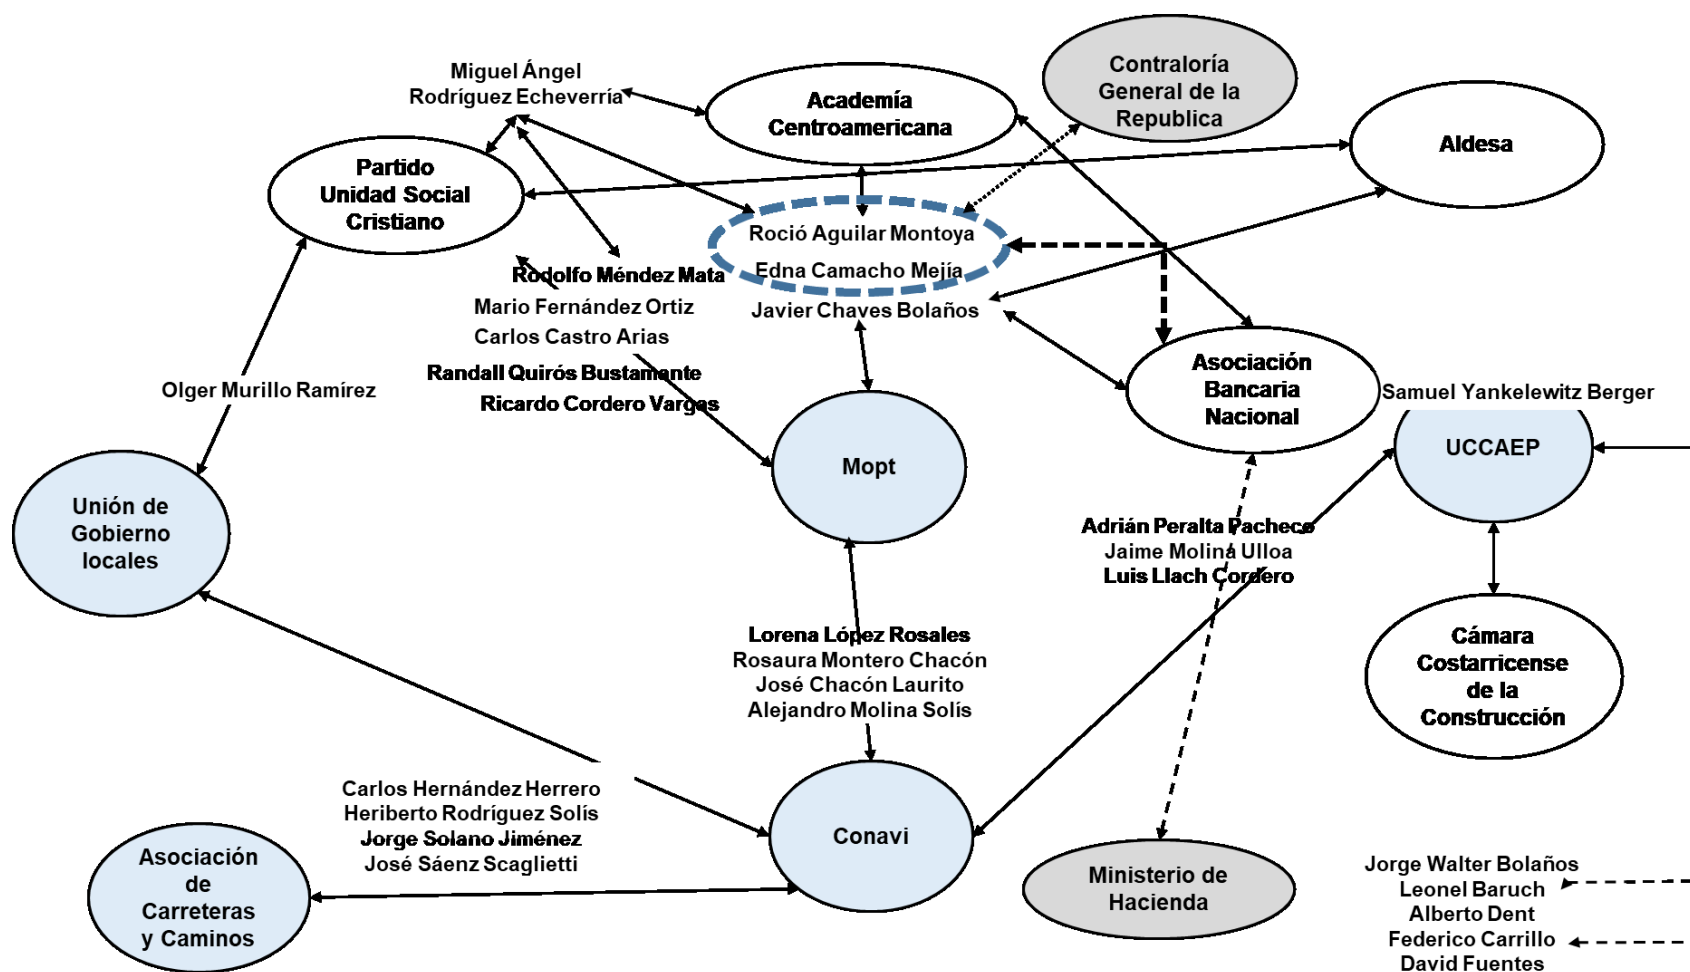 Miguel Ángel
Rodríguez Echeverría
Academía
Centroamericana
Contraloría
General de la
Republica
Aldesa
Partido
Unidad Social
Cristiano
Roció Aguilar Montoya
Edna Camacho Mejía
Javier Chaves Bolaños
Rodolfo Méndez Mata
Mario Fernández Ortiz
Carlos Castro Arias
Randall Quirós Bustamante
Ricardo Cordero Vargas
Olger Murillo Ramírez
Asociación
Bancaria
Nacional
Samuel Yankelewitz Berger
UCCAEP
Mopt
Unión de
Gobierno
locales
Adrián Peralta Pacheco
Jaime Molina Ulloa
Luis Llach Cordero
Lorena López Rosales
Rosaura Montero Chacón
José Chacón Laurito
Alejandro Molina Solís
Cámara
Costarricense
de la
Construcción
Carlos Hernández Herrero
Heriberto Rodríguez Solís
Jorge Solano Jiménez
José Sáenz Scaglietti
Conavi
Asociación
de
Carreteras
y Caminos
Ministerio de
Hacienda
Jorge Walter Bolaños
Leonel Baruch
Alberto Dent
Federico Carrillo
David Fuentes